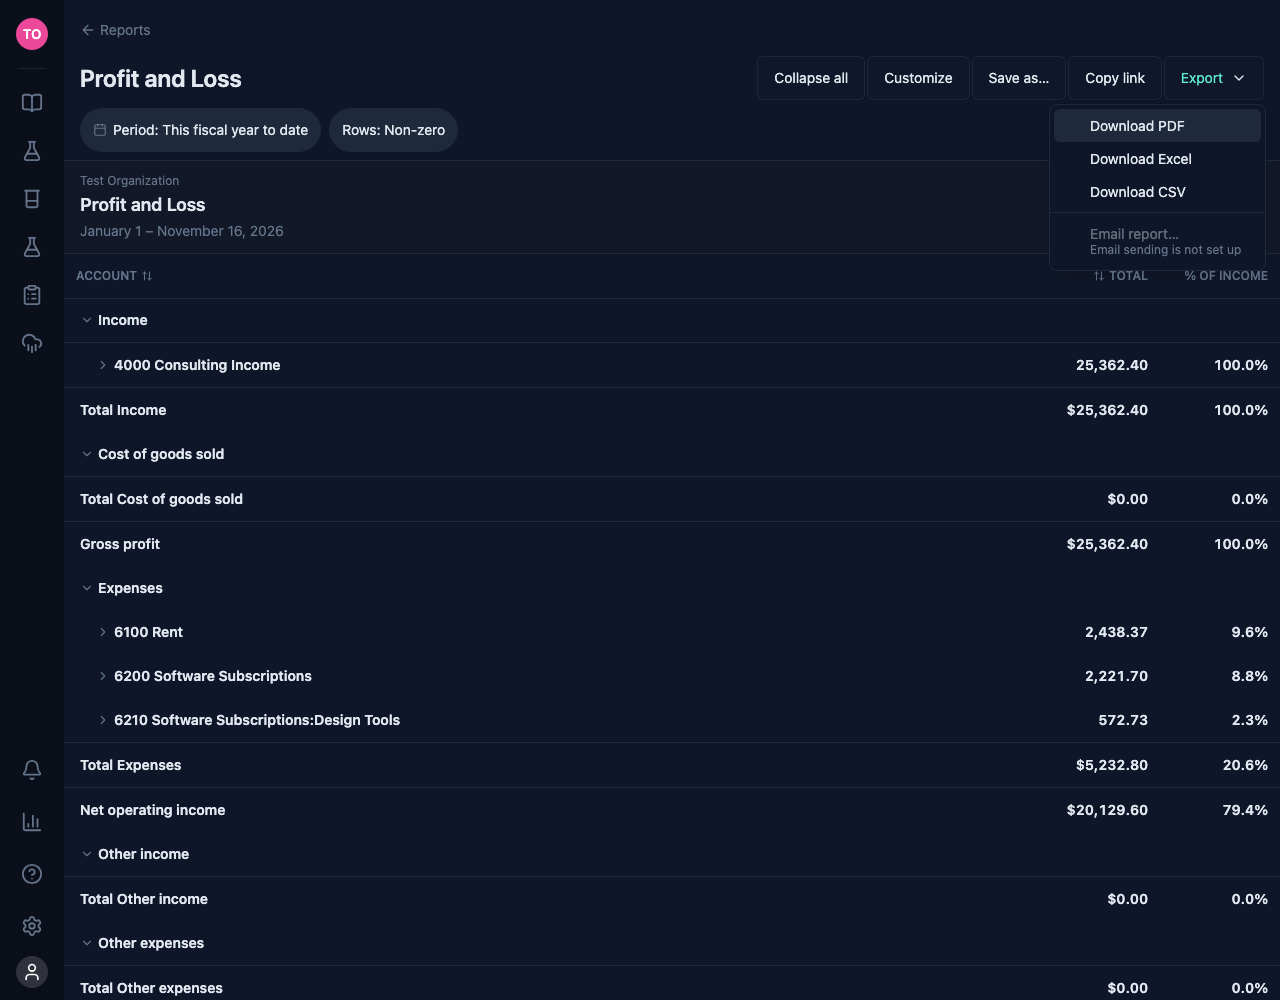 TO
Reports
Profit and Loss
Collapse all
Customize
Save as...
Copy link
Export
Period: This fiscal year to date
Rows: Non-zero
Download PDF
Download Excel
Download CSV
Email report...
Email sending is not set up
Test Organization
Profit and Loss
January 1 – November 16, 2026
ACCOUNT TOTAL % OF INCOME
Income
4000 Consulting Income 25,362.40 100.0%
Total Income $25,362.40 100.0%
Cost of goods sold
Total Cost of goods sold $0.00 0.0%
Gross profit $25,362.40 100.0%
Expenses
6100 Rent 2,438.37 9.6%
6200 Software Subscriptions 2,221.70 8.8%
6210 Software Subscriptions:Design Tools 572.73 2.3%
Total Expenses $5,232.80 20.6%
Net operating income $20,129.60 79.4%
Other income
Total Other income $0.00 0.0%
Other expenses
Total Other expenses $0.00 0.0%